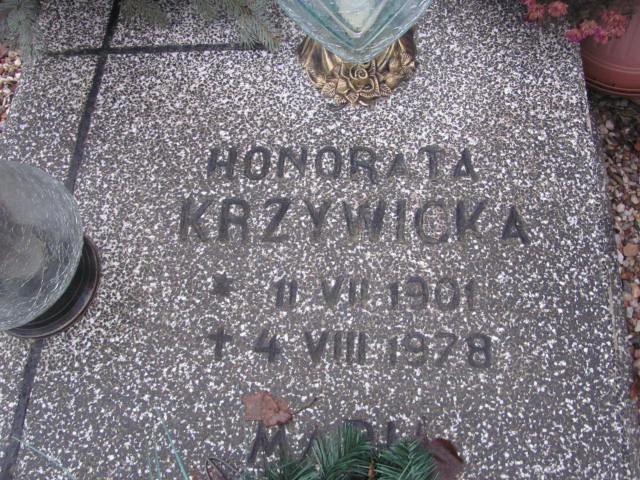 HONORATA
KRZYWICKA
* 11 VII 1901
+ 4 VIII 1978